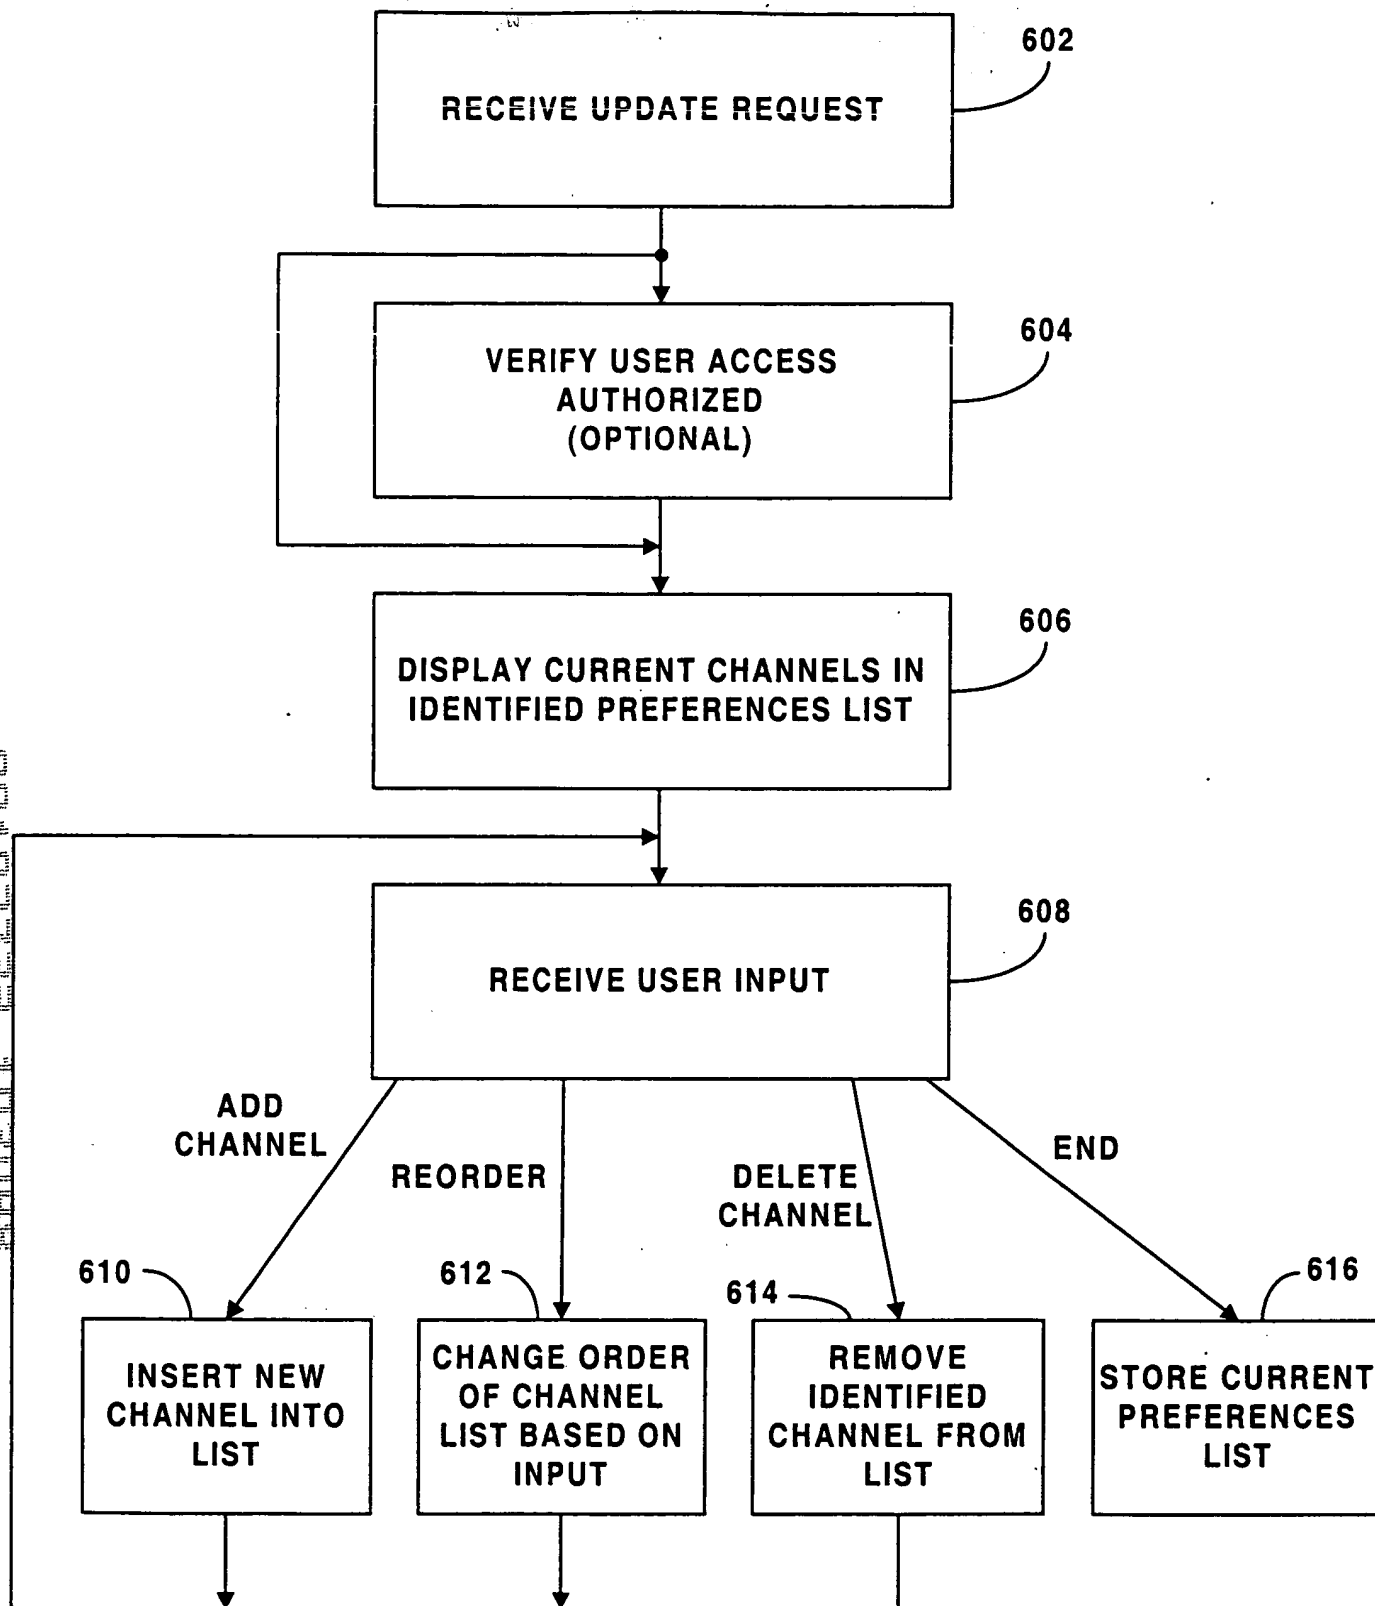 602
RECEIVE UPDATE REQUEST
604
VERIFY USER ACCESS
AUTHORIZED
(OPTIONAL)
606
DISPLAY CURRENT CHANNELS IN
IDENTIFIED PREFERENCES LIST
608
RECEIVE USER INPUT
ADD
CHANNEL
REORDER
DELETE
CHANNEL
END
610
612
614
616
INSERT NEW
CHANNEL INTO
LIST
CHANGE ORDER
OF CHANNEL
LIST BASED ON
INPUT
REMOVE
IDENTIFIED
CHANNEL FROM
LIST
STORE CURRENT
PREFERENCES
LIST